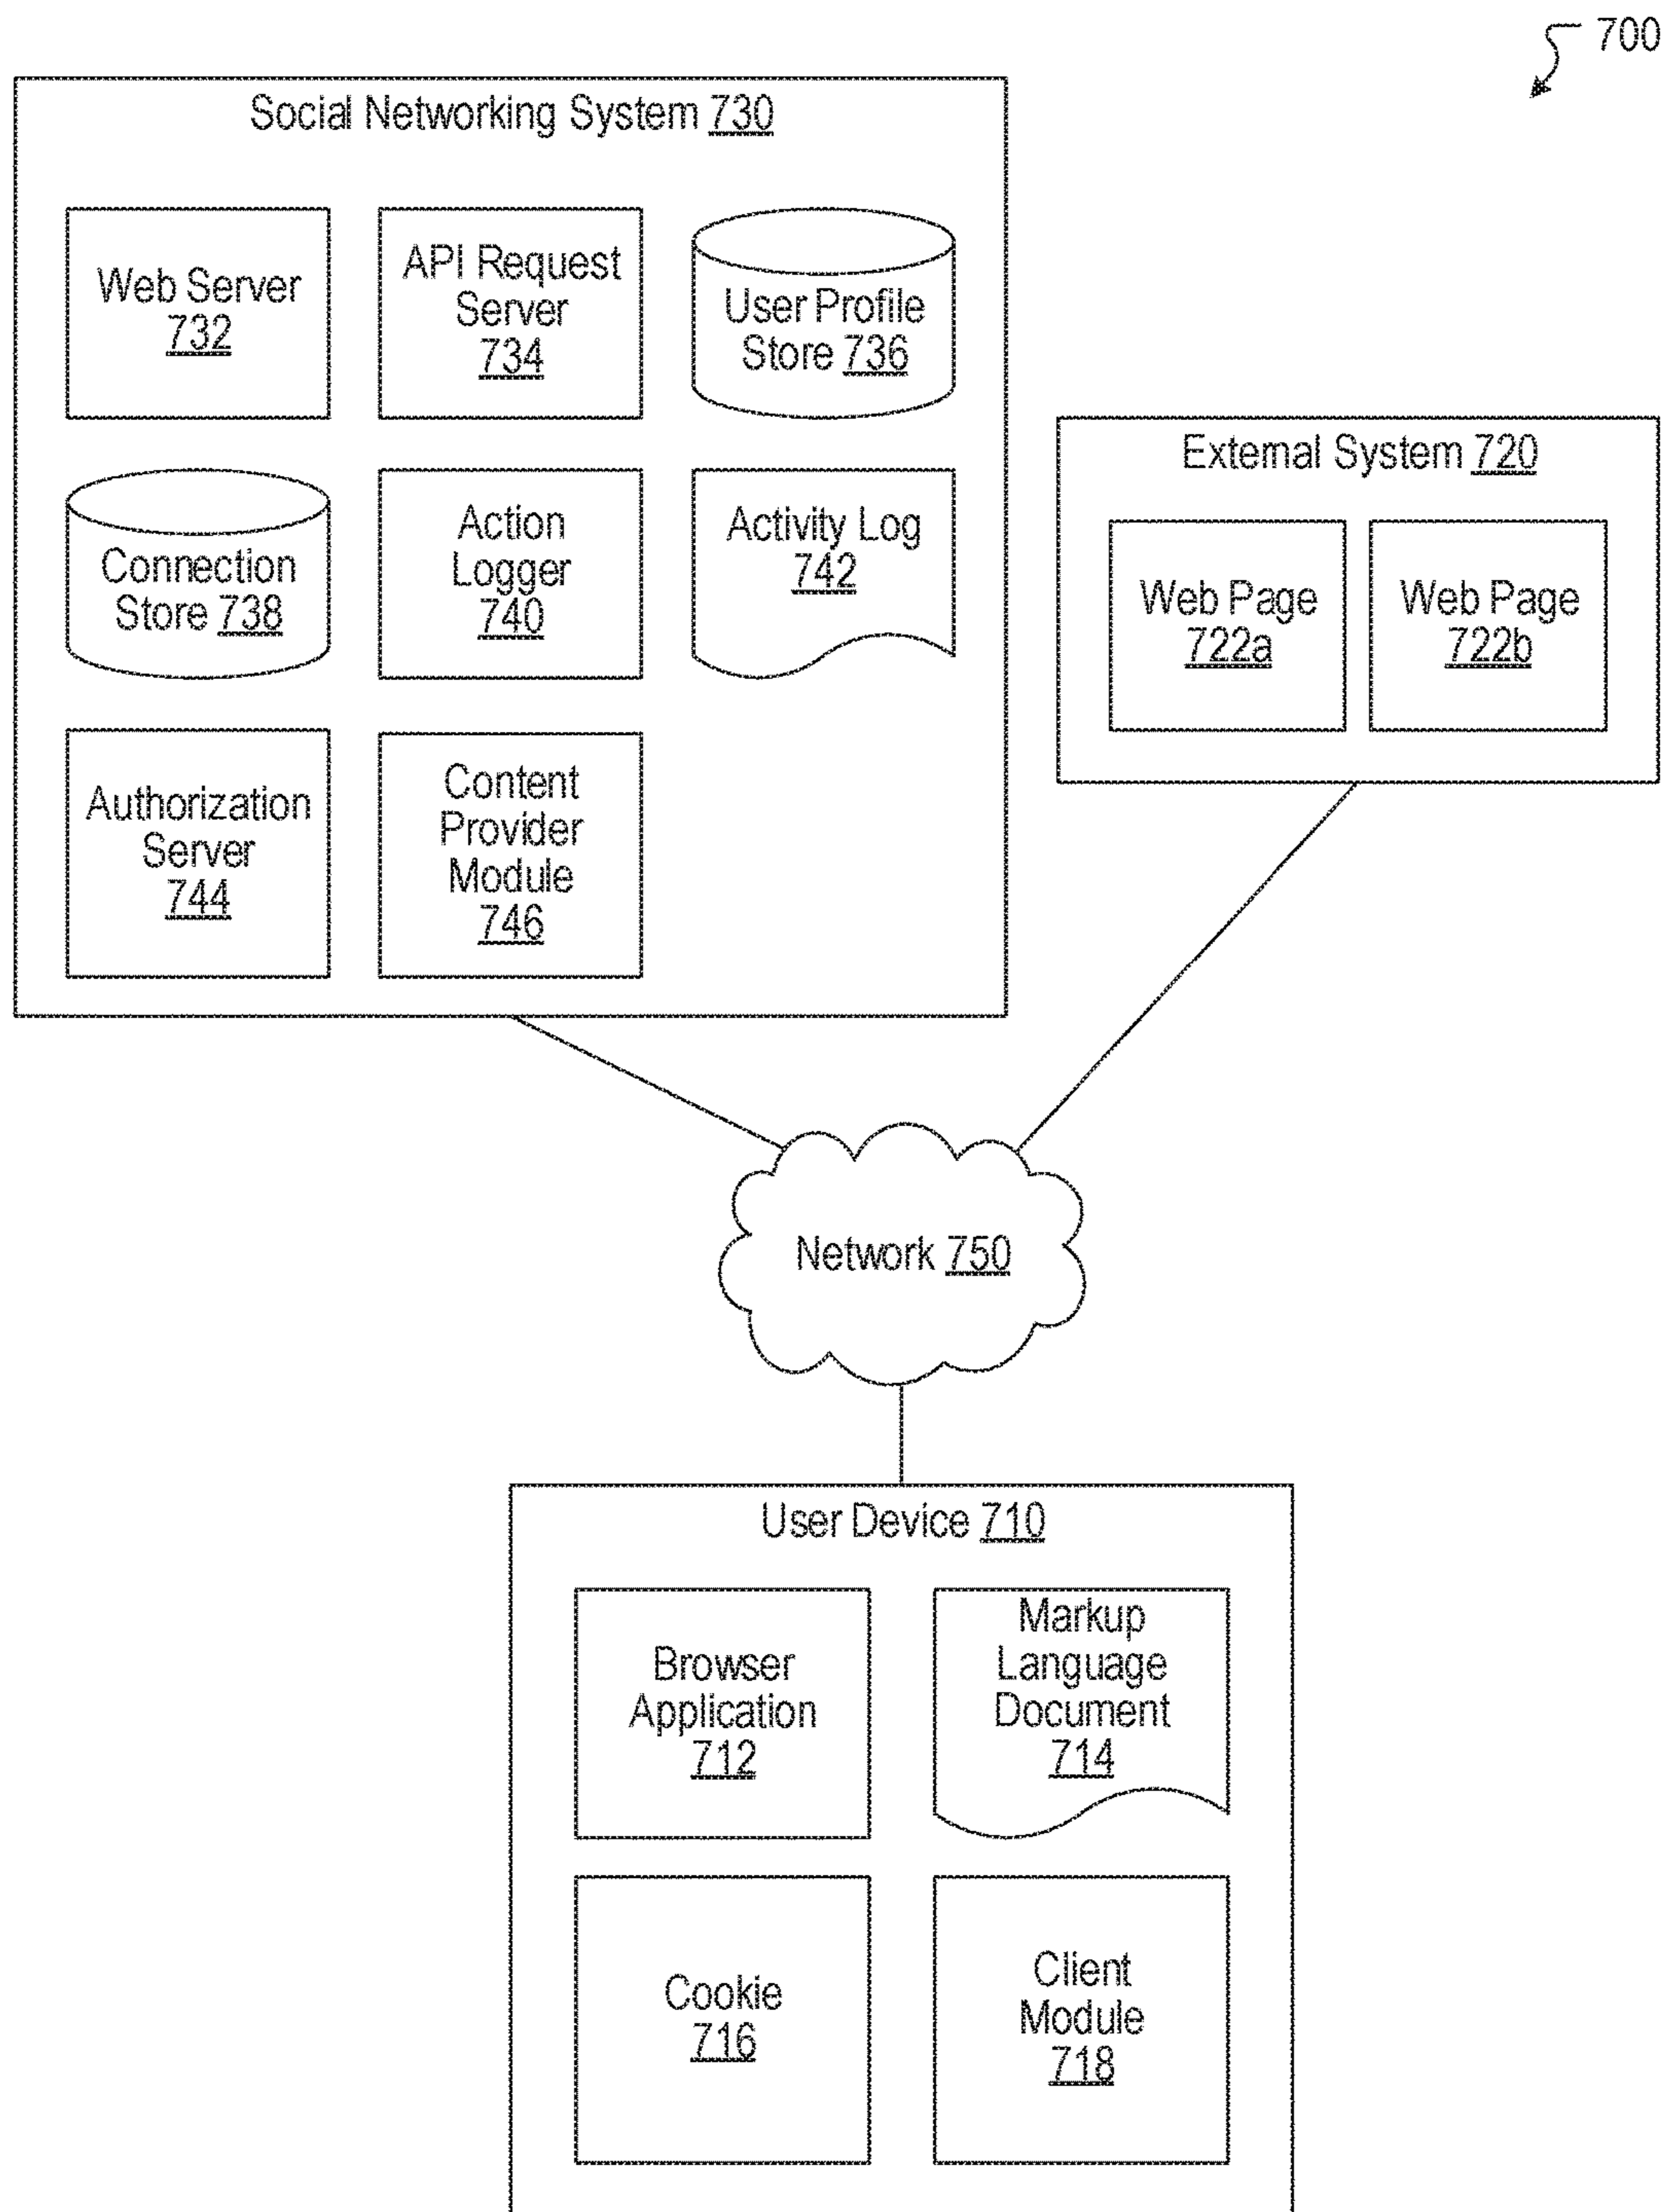 700
Social Networking System 730
Web Server
732
API Request
Server
734
User Profile
Store 736
Connection
Store 738
Action
Logger
740
Activity Log
742
Authorization
Server
744
Content
Provider
Module
746
External System 720
Web Page
722a
Web Page
722b
Network 750
User Device 710
Browser
Application
712
Markup
Language
Document
714
Cookie
716
Client
Module
718